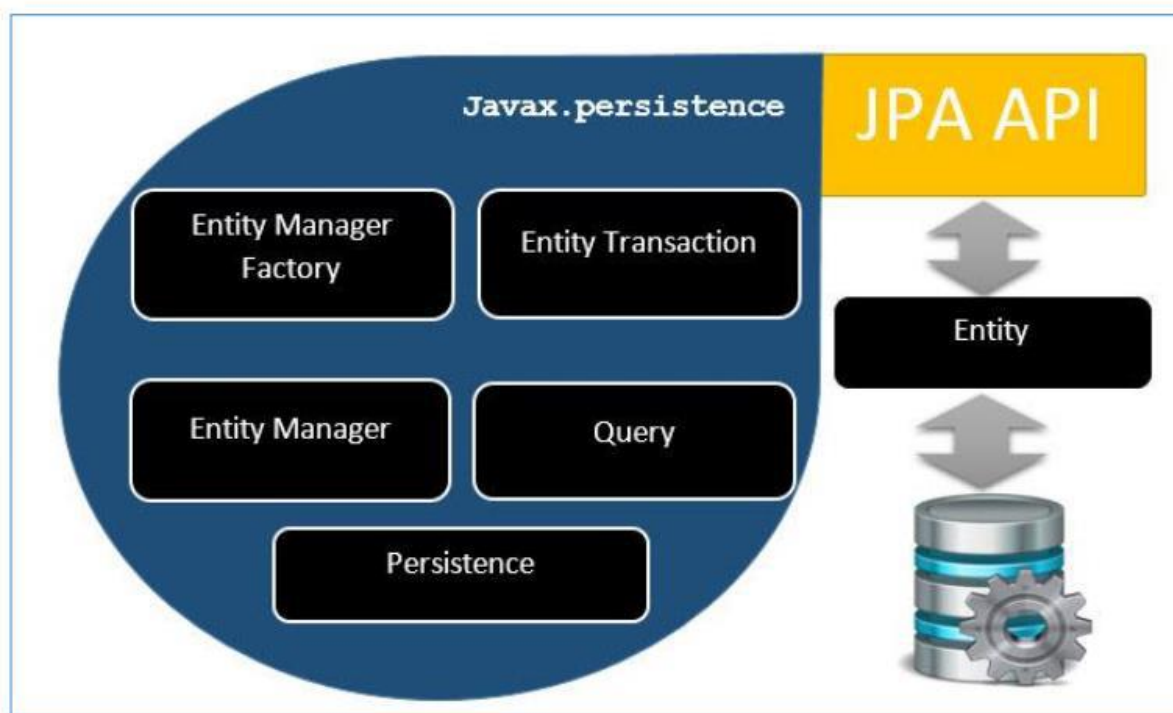 Javax.persistence
JPA API
Entity Manager
Factory
Entity Transaction
Entity
Entity Manager
Query
Persistence